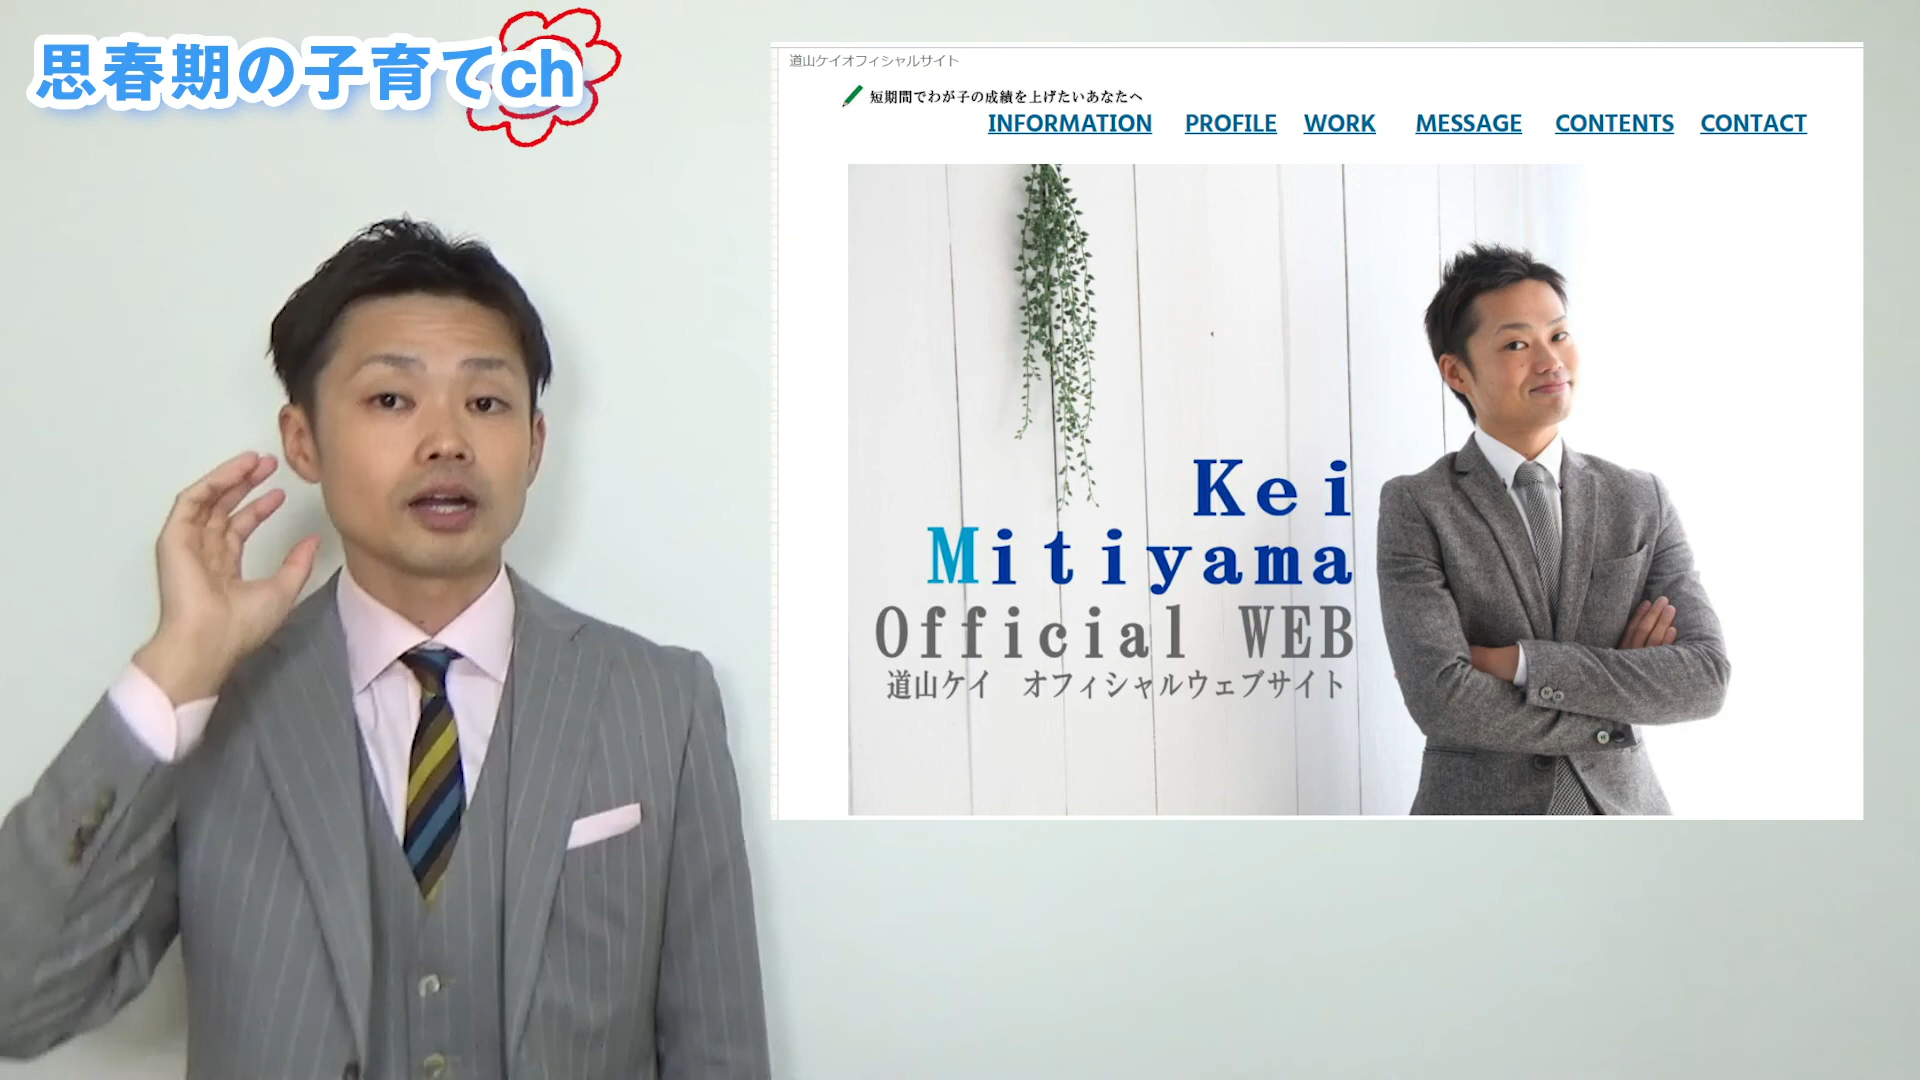 思春期の子育てch
道山ケイオフィシャルサイト
短期間でわが子の成績を上げたいあなたへ
INFORMATION PROFILE WORK MESSAGE CONTENTS CONTACT
Kei
Mitiyama
Official WEB
道山ケイ オフィシャルウェブサイト